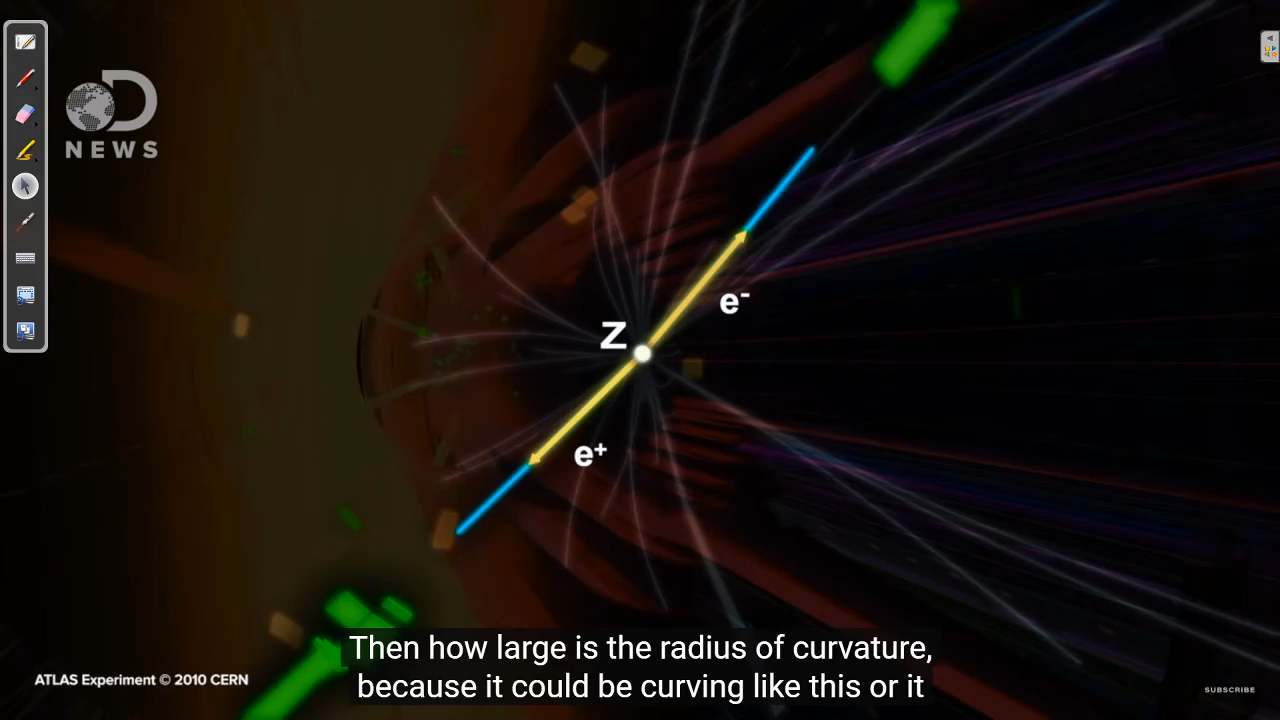 NEWS
e⁻
Z
e⁺
Then how large is the radius of curvature,
because it could be curving like this or it
ATLAS Experiment © 2010 CERN
SUBSCRIBE